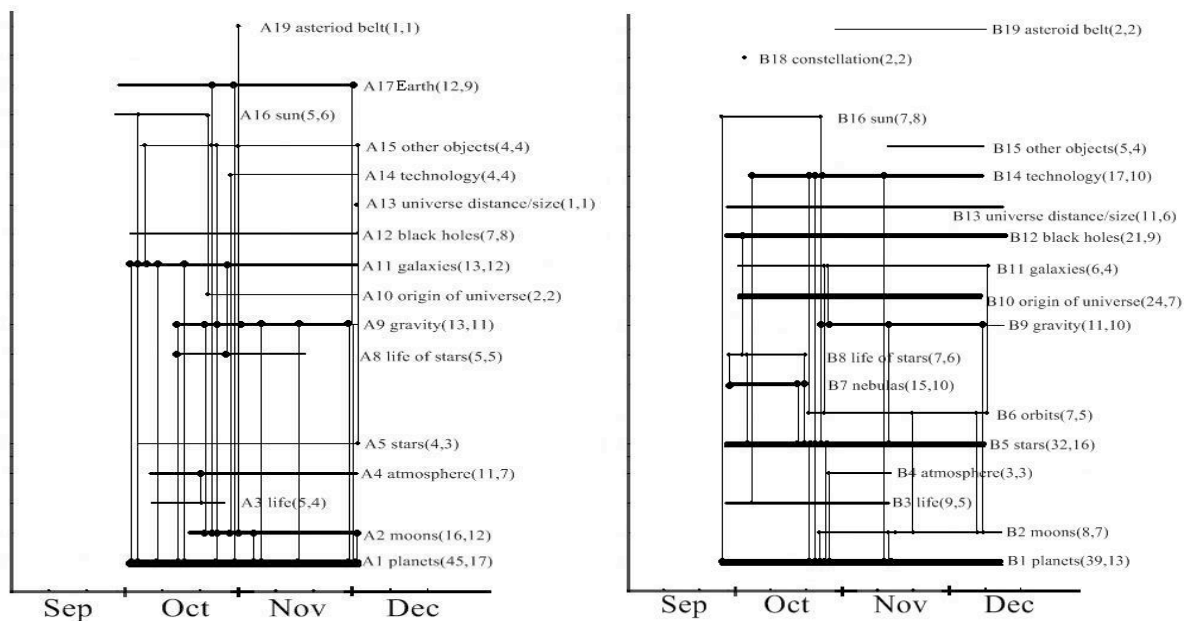 A19 asteriod belt(1,1)
A17 Earth(12,9)
A16 sun(5,6)
A15 other objects(4,4)
A14 technology(4,4)
A13 universe distance/size(1,1)
A12 black holes(7,8)
A11 galaxies(13,12)
A10 origin of universe(2,2)
A9 gravity(13,11)
A8 life of stars(5,5)
A5 stars(4,3)
A4 atmosphere(11,7)
A3 life(5,4)
A2 moons(16,12)
A1 planets(45,17)
Sep Oct Nov Dec
B19 asteroid belt(2,2)
B18 constellation(2,2)
B16 sun(7,8)
B15 other objects(5,4)
B14 technology(17,10)
B13 universe distance/size(11,6)
B12 black holes(21,9)
B11 galaxies(6,4)
B10 origin of universe(24,7)
B9 gravity(11,10)
B8 life of stars(7,6)
B7 nebulas(15,10)
B6 orbits(7,5)
B5 stars(32,16)
B4 atmosphere(3,3)
B3 life(9,5)
B2 moons(8,7)
B1 planets(39,13)
Sep Oct Nov Dec